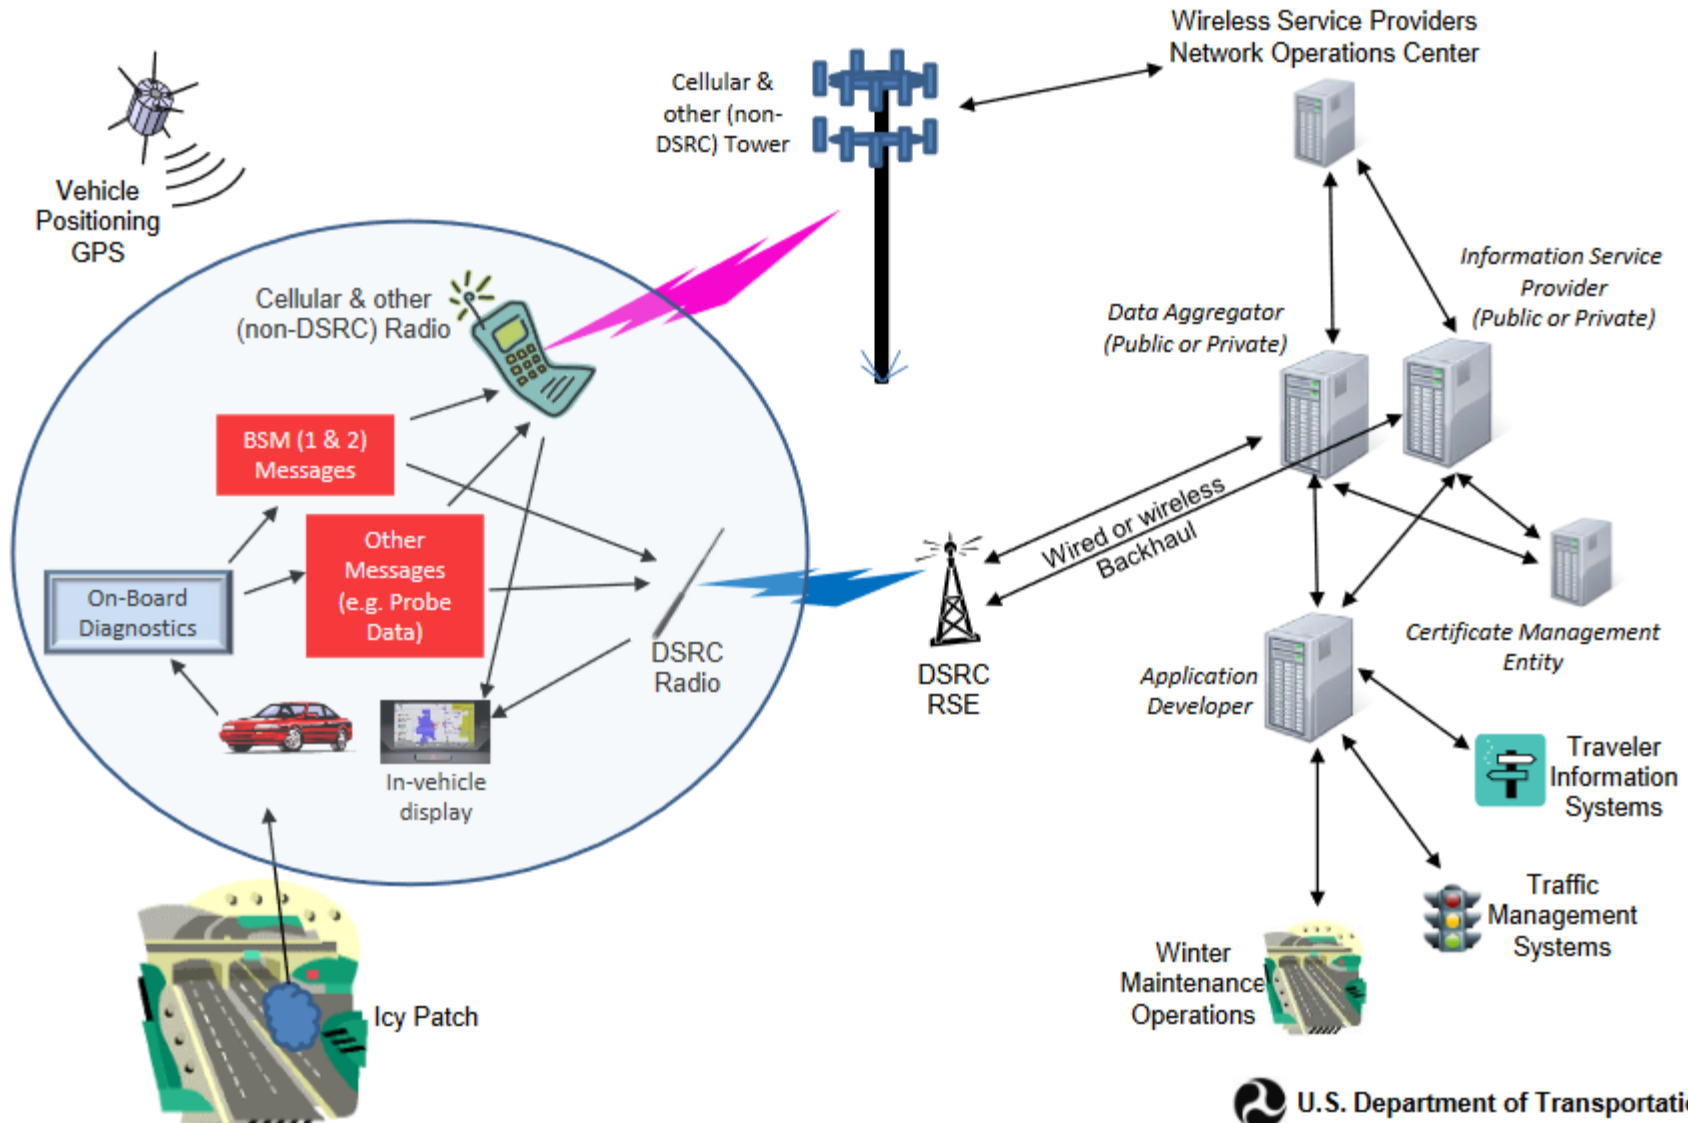 Wireless Service Providers
Network Operations Center
Cellular &
other (non-
DSRC) Tower
Vehicle
Positioning
GPS
Cellular & other
(non-DSRC) Radio
Information Service
Provider
(Public or Private)
Data Aggregator
(Public or Private)
BSM (1 & 2)
Messages
Other
Messages
(e.g. Probe
Data)
On-Board
Diagnostics
Wired or wireless
Backhaul
DSRC
Radio
DSRC
RSE
Certificate Management
Entity
Application
Developer
In-vehicle
display
Traveler
Information
Systems
Traffic
Management
Systems
Winter
Maintenance
Operations
Icy Patch
U.S. Department of Transportati